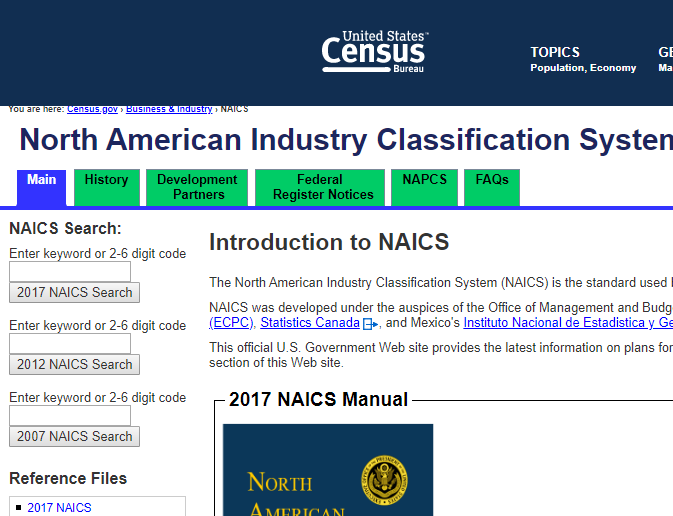 United States™
Census
Bureau
TOPICS
Population, Economy
GE
Ma
You are here: Census.gov › Business & Industry › NAICS
North American Industry Classification System
Main
History
Development
Partners
Federal
Register Notices
NAPCS
FAQs
NAICS Search:
Enter keyword or 2-6 digit code
2017 NAICS Search
Enter keyword or 2-6 digit code
2012 NAICS Search
Enter keyword or 2-6 digit code
2007 NAICS Search
Reference Files
2017 NAICS
Introduction to NAICS
The North American Industry Classification System (NAICS) is the standard used
NAICS was developed under the auspices of the Office of Management and Budg
(ECPC), Statistics Canada, and Mexico's Instituto Nacional de Estadistica y Ge
This official U.S. Government Web site provides the latest information on plans for
section of this Web site.
2017 NAICS Manual
NORTH
AMERICAN